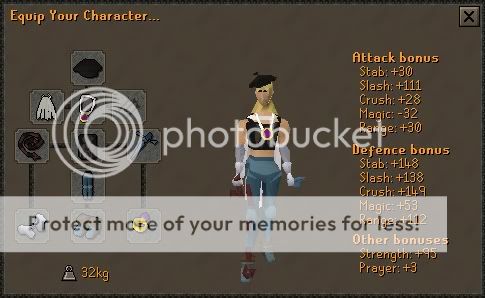 Equip Your Character...
Attack bonus
Stab: +30
Slash: +111
Crush: +28
Magic: -32
Range: +30
photobucket
Defence bonus
Stab: +148
Slash: +138
Crush: +149
Magic: +53
Range: +112
Protect more of your memories for less!
Other bonuses
Strength: +95
Prayer: +3
32kg